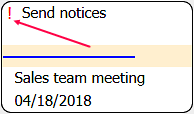 ! Send notices
Sales team meeting
04/18/2018